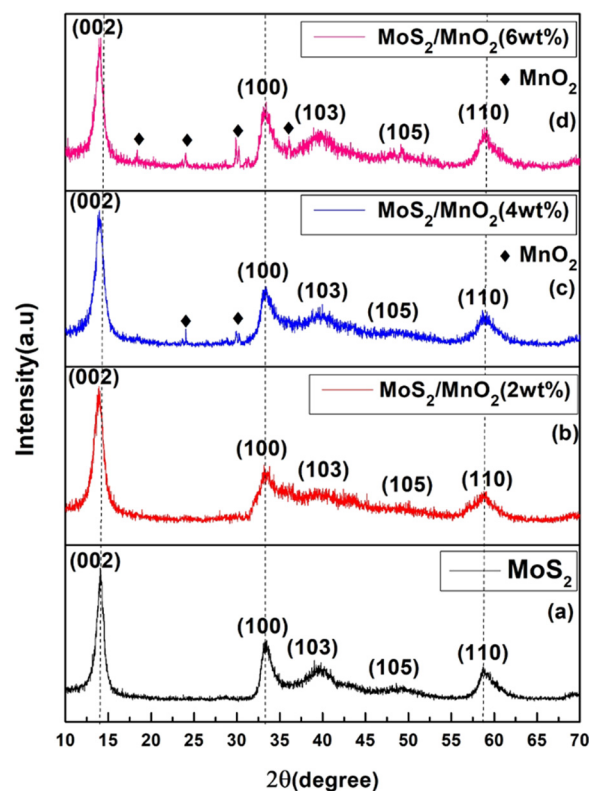 (002)
MoS₂/MnO₂(6wt%)
(100)
◆ MnO₂
(103)
(105)
(110)
(d)
(002)
MoS₂/MnO₂(4wt%)
(100)
◆ MnO₂
(103)
(105)
(110)
(c)
(002)
MoS₂/MnO₂(2wt%)
(100)
(103)
(105)
(110)
(b)
(002)
MoS₂
(100)
(103)
(105)
(110)
(a)
Intensity(a.u)
10 15 20 25 30 35 40 45 50 55 60 65 70
2θ(degree)